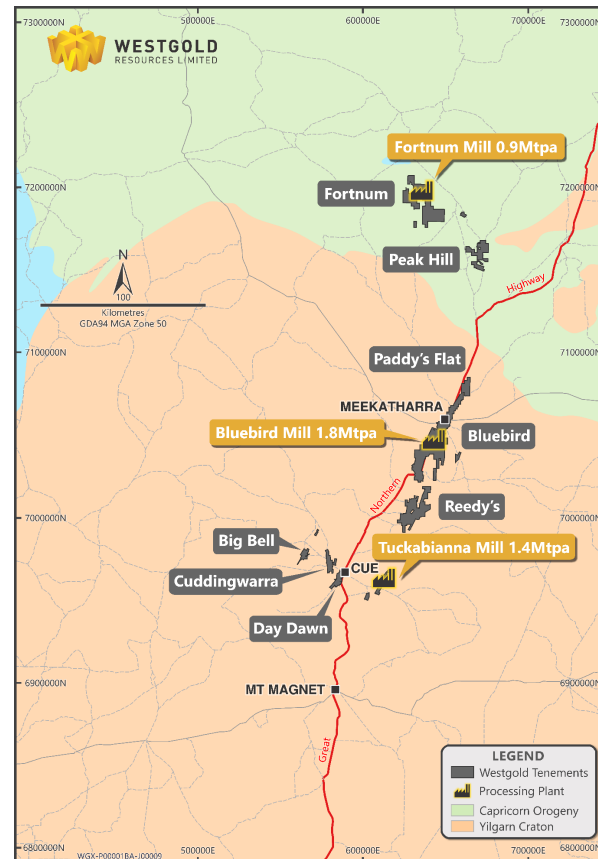 7300000N
500000E
600000E
700000E
7300000N
WESTGOLD
RESOURCES LIMITED
Fortnum Mill 0.9Mtpa
7200000N
Fortnum
7200000N
Peak Hill
N
100
Kilometres
GDA94 MGA Zone 50
Highway
7100000N
7100000N
Paddy's Flat
MEEKATHARRA
Bluebird Mill 1.8Mtpa
Bluebird
Northern
Reedy's
7000000N
7000000N
Big Bell
Tuckabianna Mill 1.4Mtpa
Cuddingwarra
CUE
Day Dawn
6900000N
MT MAGNET
6900000N
Great
LEGEND
Westgold Tenements
Processing Plant
Capricorn Orogeny
Yilgarn Craton
6800000N
WGX-P00001BA-J00009
500000E
600000E
700000E
6800000N